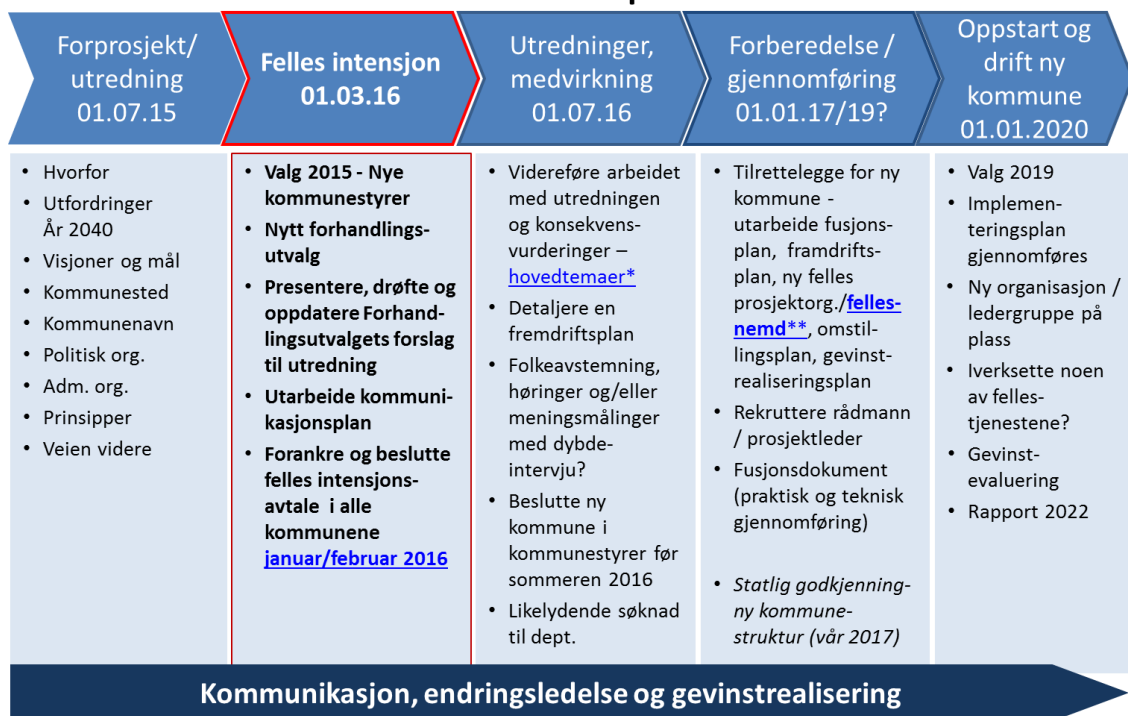 Forprosjekt/
utredning
01.07.15
Felles intensjon
01.03.16
Utredninger,
medvirkning
01.07.16
Forberedelse /
gjennomføring
01.01.17/19?
Oppstart og
drift ny
kommune
01.01.2020
• Hvorfor
• Utfordringer
År 2040
• Visjoner og mål
• Kommunested
• Kommunenavn
• Politisk org.
• Adm. org.
• Prinsipper
• Veien videre
• Valg 2015 - Nye
kommunestyrer
• Nytt forhandlings-
utvalg
• Presentere, drøfte og
oppdatere Forhand-
lingsutvalgets forslag
til utredning
• Utarbeide kommuni-
kasjonsplan
• Forankre og beslutte
felles intensjons-
avtale i alle
kommunene
januar/februar 2016
• Videreføre arbeidet
med utredningen
og konsekvens-
vurderinger –
hovedtemaer*
• Detaljere en
fremdriftsplan
• Folkeavstemning,
høringer og/eller
meningsmålinger
med dybde-
intervju?
• Beslutte ny
kommune i
kommunestyrer før
sommeren 2016
• Likelydende søknad
til dept.
• Tilrettelegge for ny
kommune -
utarbeide fusjons-
plan, framdrifts-
plan, ny felles
prosjektorg./felles-
nemd**, omstil-
lingsplan, gevinst-
realiseringsplan
• Rekruttere rådmann
/ prosjektleder
• Fusjonsdokument
(praktisk og teknisk
gjennomføring)
• Statlig godkjenning-
ny kommune-
struktur (vår 2017)
• Valg 2019
• Implemen-
teringsplan
gjennomføres
• Ny organisasjon /
ledergruppe på
plass
• Iverksette noen
av felles-
tjenestene?
• Gevinst-
evaluering
• Rapport 2022
Kommunikasjon, endringsledelse og gevinstrealisering